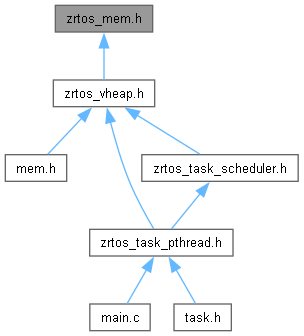 zrtos_mem.h
zrtos_vheap.h
mem.h
zrtos_task_scheduler.h
zrtos_task_pthread.h
main.c
task.h